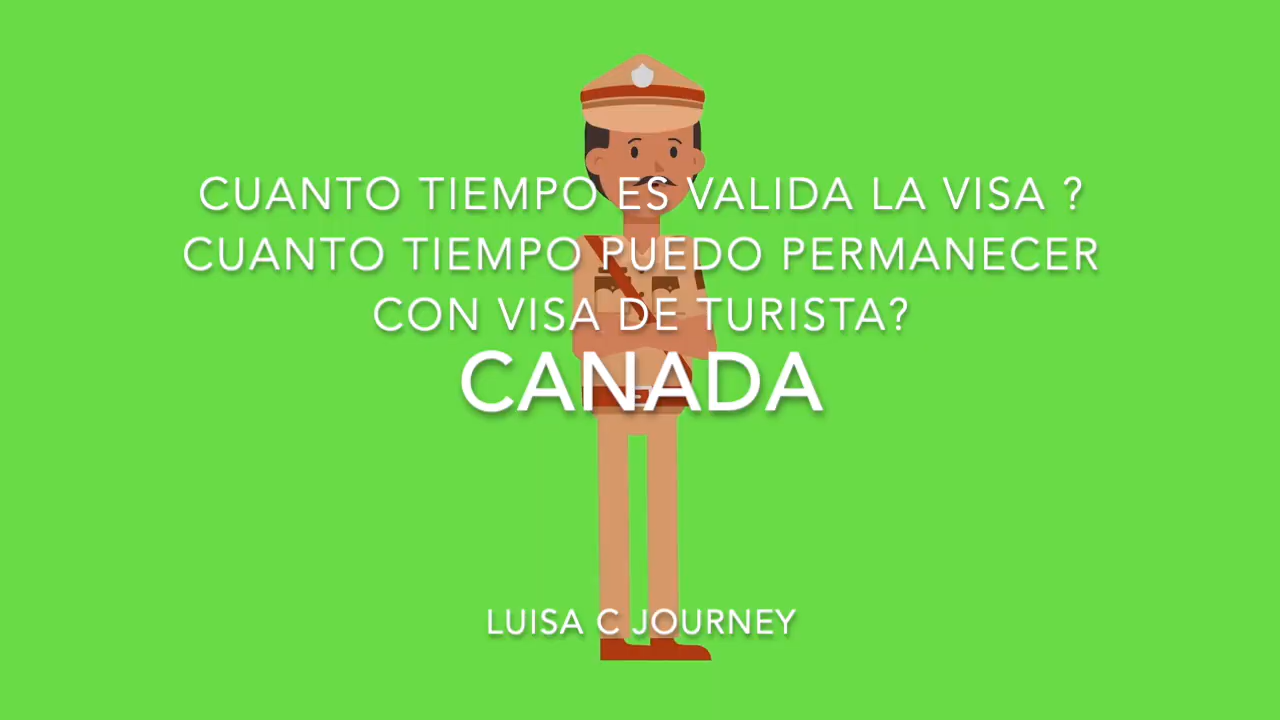 CUANTO TIEMPO ES VALIDA LA VISA ?
CUANTO TIEMPO PUEDO PERMANECER
CON VISA DE TURISTA?
CANADA
LUISA C JOURNEY